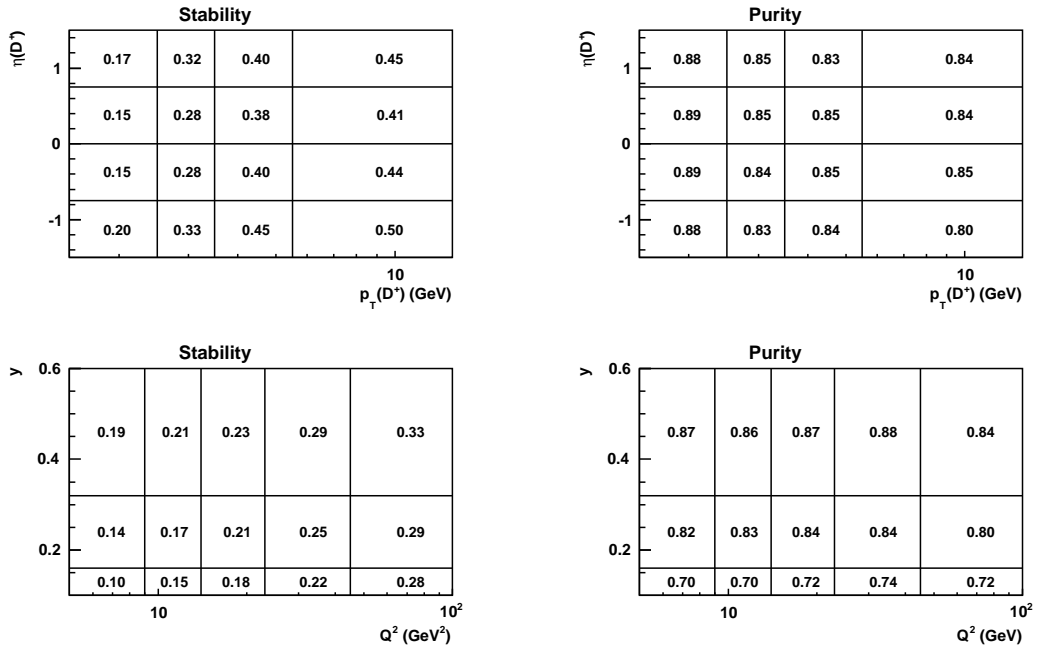 Stability
η(D⁺)
1
0.17 0.32 0.40 0.45
0.15 0.28 0.38 0.41
0
0.15 0.28 0.40 0.44
-1
0.20 0.33 0.45 0.50
10
p_T(D⁺) (GeV)
Purity
η(D⁺)
1
0.88 0.85 0.83 0.84
0.89 0.85 0.85 0.84
0
0.89 0.84 0.85 0.85
-1
0.88 0.83 0.84 0.80
10
p_T(D⁺) (GeV)
Stability
y
0.6
0.19 0.21 0.23 0.29 0.33
0.4
0.14 0.17 0.21 0.25 0.29
0.2
0.10 0.15 0.18 0.22 0.28
10 10²
Q² (GeV²)
Purity
y
0.6
0.87 0.86 0.87 0.88 0.84
0.4
0.82 0.83 0.84 0.84 0.80
0.2
0.70 0.70 0.72 0.74 0.72
10 10²
Q² (GeV)